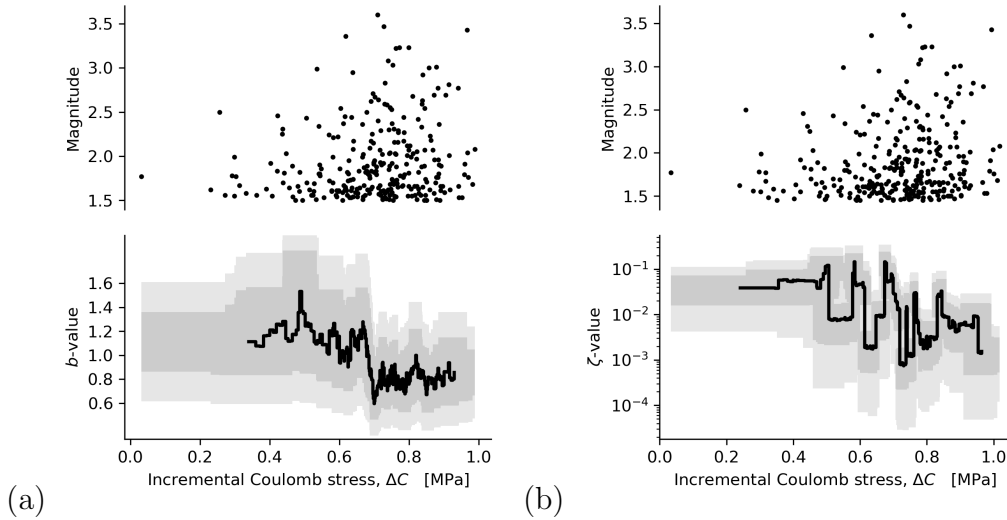 3.5
3.0
2.5
2.0
1.5
Magnitude
1.6
1.4
1.2
1.0
0.8
0.6
b-value
0.0 0.2 0.4 0.6 0.8 1.0
Incremental Coulomb stress, ΔC [MPa]
(a)
3.5
3.0
2.5
2.0
1.5
Magnitude
10⁻¹
10⁻²
10⁻³
10⁻⁴
ζ-value
0.0 0.2 0.4 0.6 0.8 1.0
Incremental Coulomb stress, ΔC [MPa]
(b)